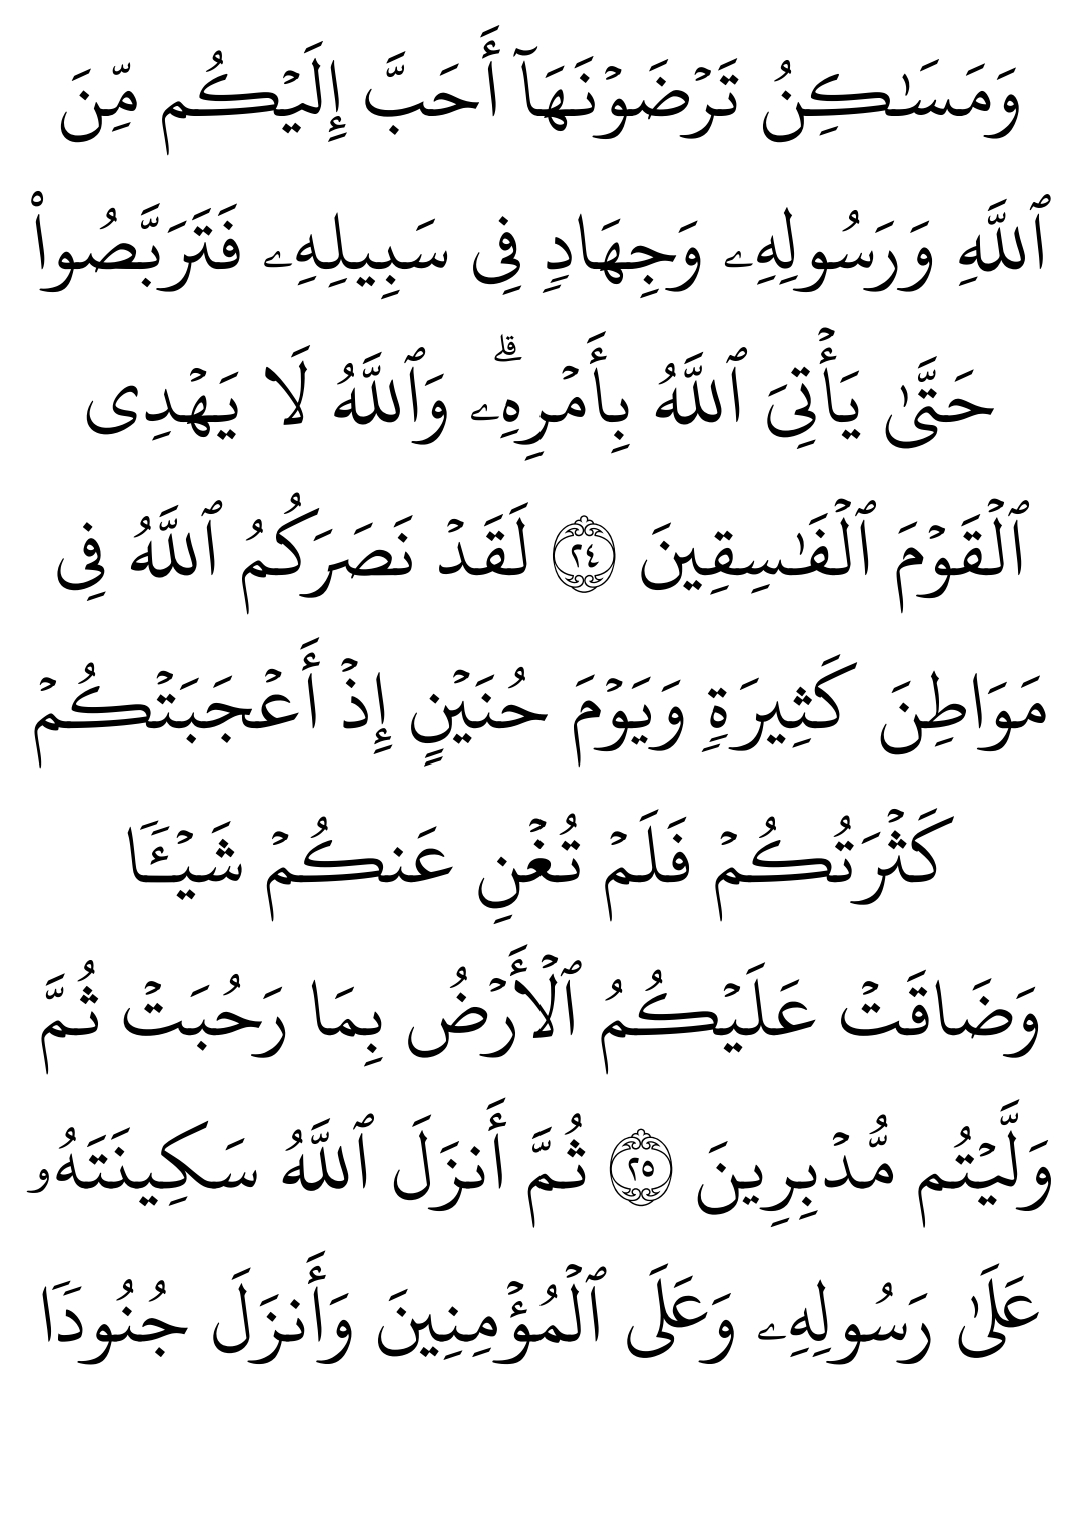 وَمَسَٰكِنُ تَرْضَوْنَهَآ أَحَبَّ إِلَيْكُم مِّنَ
ٱللَّهِ وَرَسُولِهِۦ وَجِهَادٖ فِى سَبِيلِهِۦ فَتَرَبَّصُوا۟
حَتَّىٰ يَأْتِىَ ٱللَّهُ بِأَمْرِهِۦۗ وَٱللَّهُ لَا يَهْدِى
ٱلْقَوْمَ ٱلْفَٰسِقِينَ ٢٤ لَقَدْ نَصَرَكُمُ ٱللَّهُ فِى
مَوَاطِنَ كَثِيرَةٖ وَيَوْمَ حُنَيْنٍ إِذْ أَعْجَبَتْكُمْ
كَثْرَتُكُمْ فَلَمْ تُغْنِ عَنكُمْ شَيْـٔٗا
وَضَاقَتْ عَلَيْكُمُ ٱلْأَرْضُ بِمَا رَحُبَتْ ثُمَّ
وَلَّيْتُم مُّدْبِرِينَ ٢٥ ثُمَّ أَنزَلَ ٱللَّهُ سَكِينَتَهُۥ
عَلَىٰ رَسُولِهِۦ وَعَلَى ٱلْمُؤْمِنِينَ وَأَنزَلَ جُنُودٗا